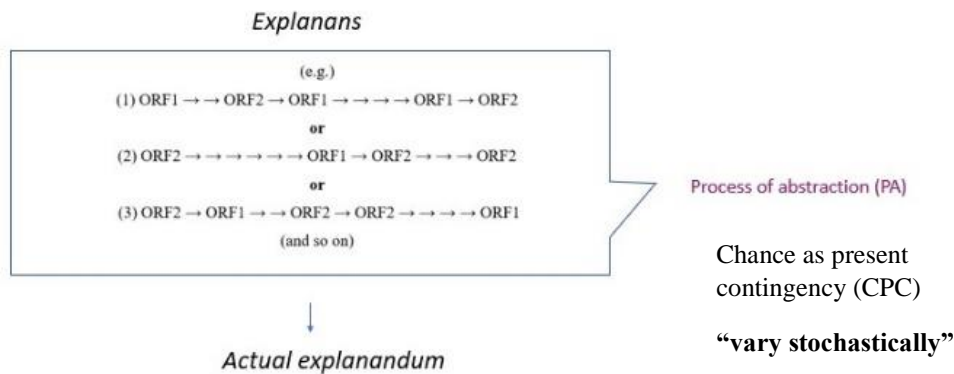 Explanans
(e.g.)
(1) ORF1 → → ORF2 → ORF1 → → → → ORF1 → ORF2
or
(2) ORF2 → → → → → → ORF1 → ORF2 → → → ORF2
or
(3) ORF2 → ORF1 → → ORF2 → ORF2 → → → → ORF1
(and so on)
Process of abstraction (PA)
Chance as present
contingency (CPC)
“vary stochastically”
Actual explanandum